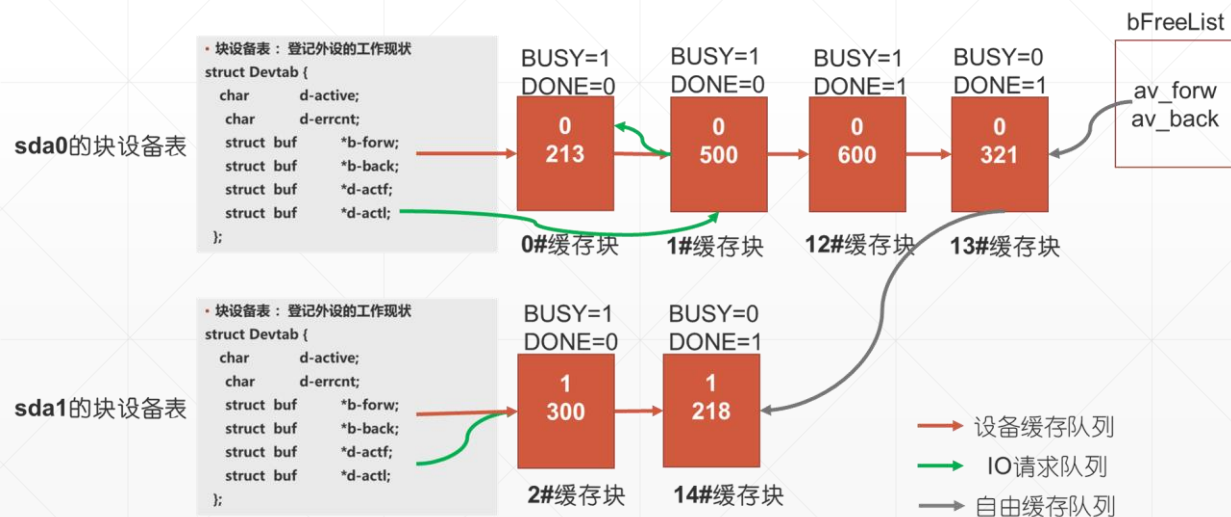 bFreeList
av_forw
av_back
sda0的块设备表
• 块设备表： 登记外设的工作现状
struct Devtab {
char d-active;
char d-errcnt;
struct buf *b-forw;
struct buf *b-back;
struct buf *d-actf;
struct buf *d-actl;
};
BUSY=1
DONE=0
0
213
0#缓存块
BUSY=1
DONE=0
0
500
1#缓存块
BUSY=1
DONE=1
0
600
12#缓存块
BUSY=0
DONE=1
0
321
13#缓存块
sda1的块设备表
• 块设备表： 登记外设的工作现状
struct Devtab {
char d-active;
char d-errcnt;
struct buf *b-forw;
struct buf *b-back;
struct buf *d-actf;
struct buf *d-actl;
};
BUSY=1
DONE=0
1
300
2#缓存块
BUSY=0
DONE=1
1
218
14#缓存块
设备缓存队列
IO请求队列
自由缓存队列